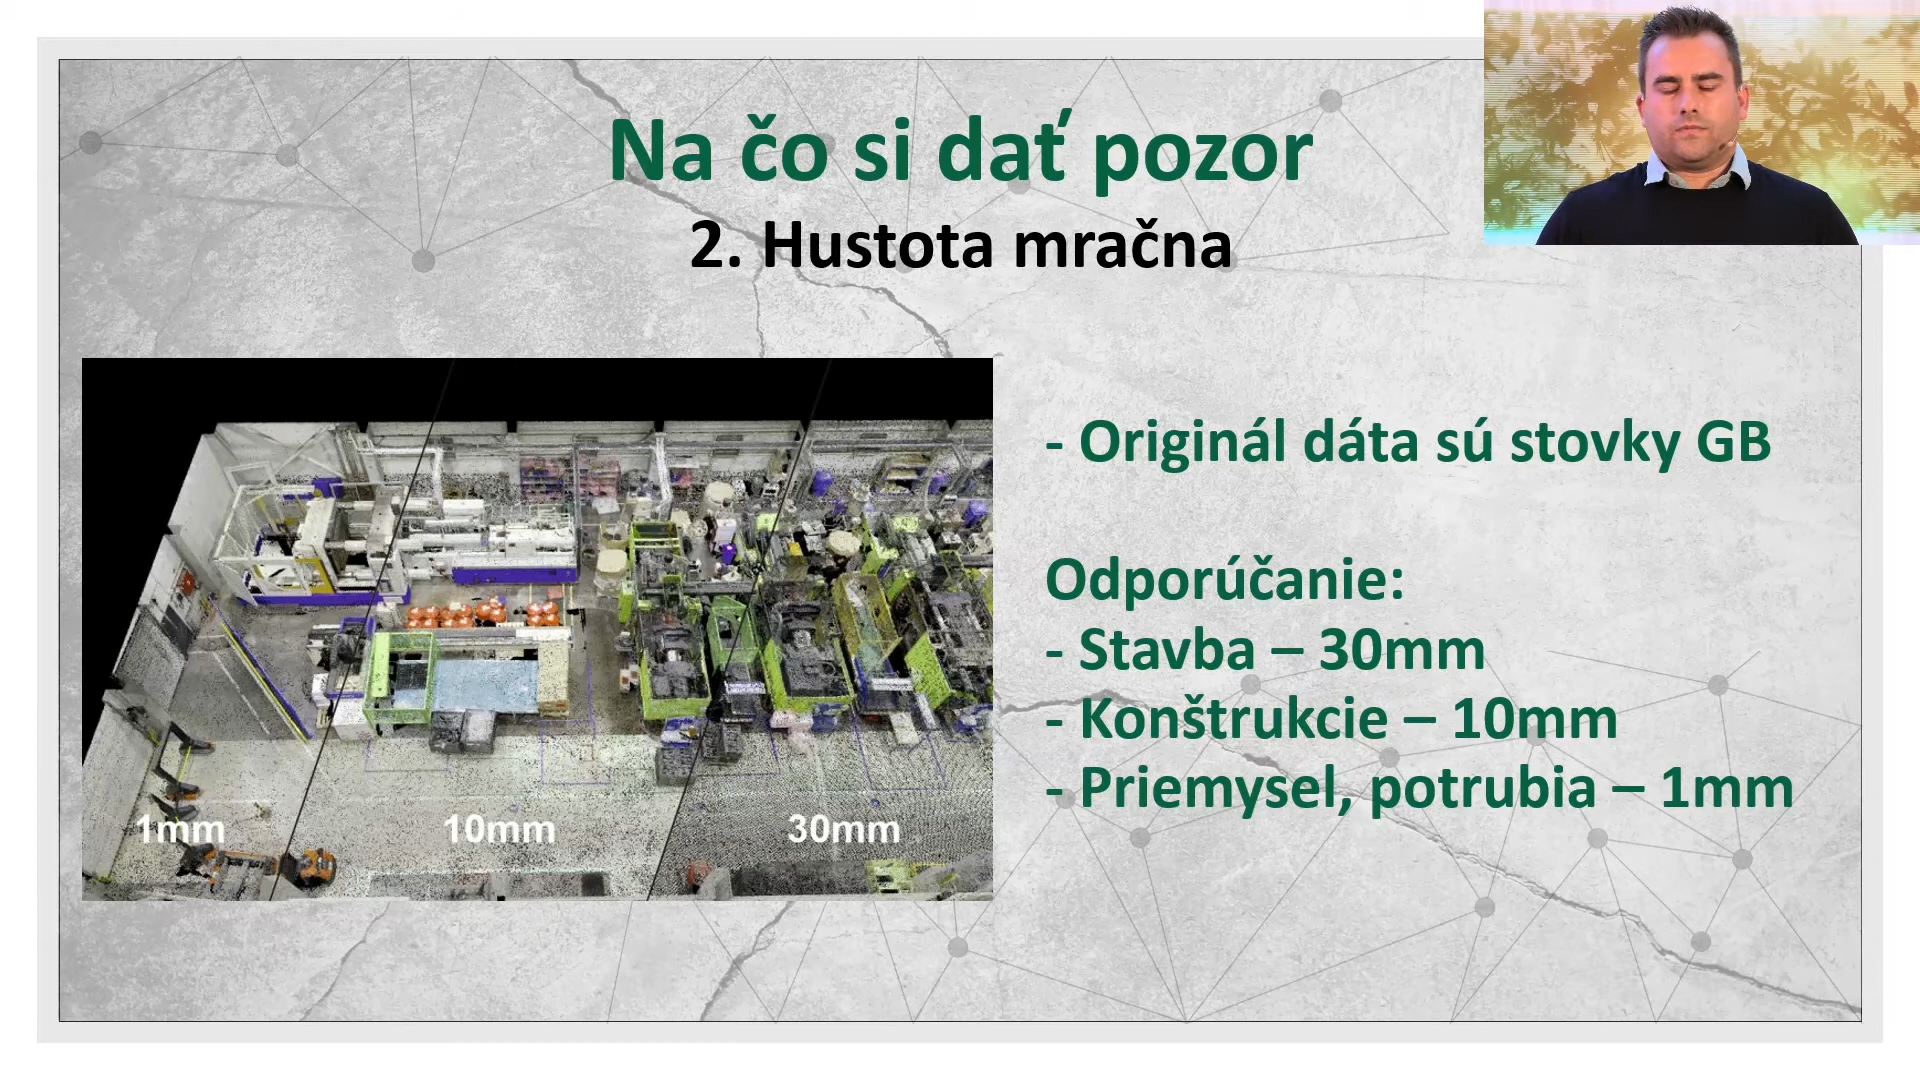 Na čo si dať pozor
2. Hustota mračna
- Originál dáta sú stovky GB
Odporúčanie:
- Stavba – 30mm
- Konštrukcie – 10mm
- Priemysel, potrubia – 1mm
1mm
10mm
30mm